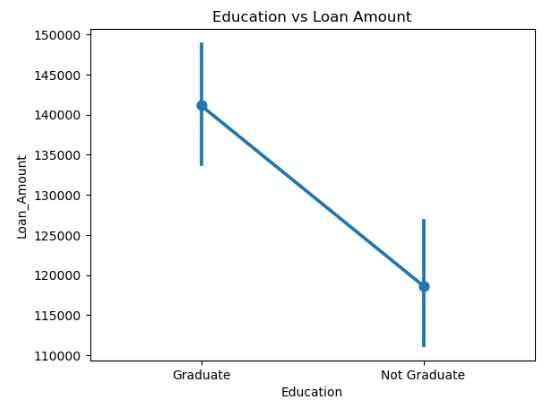 Education vs Loan Amount
150000
145000
140000
135000
130000
125000
120000
115000
110000
Loan_Amount
Graduate
Not Graduate
Education